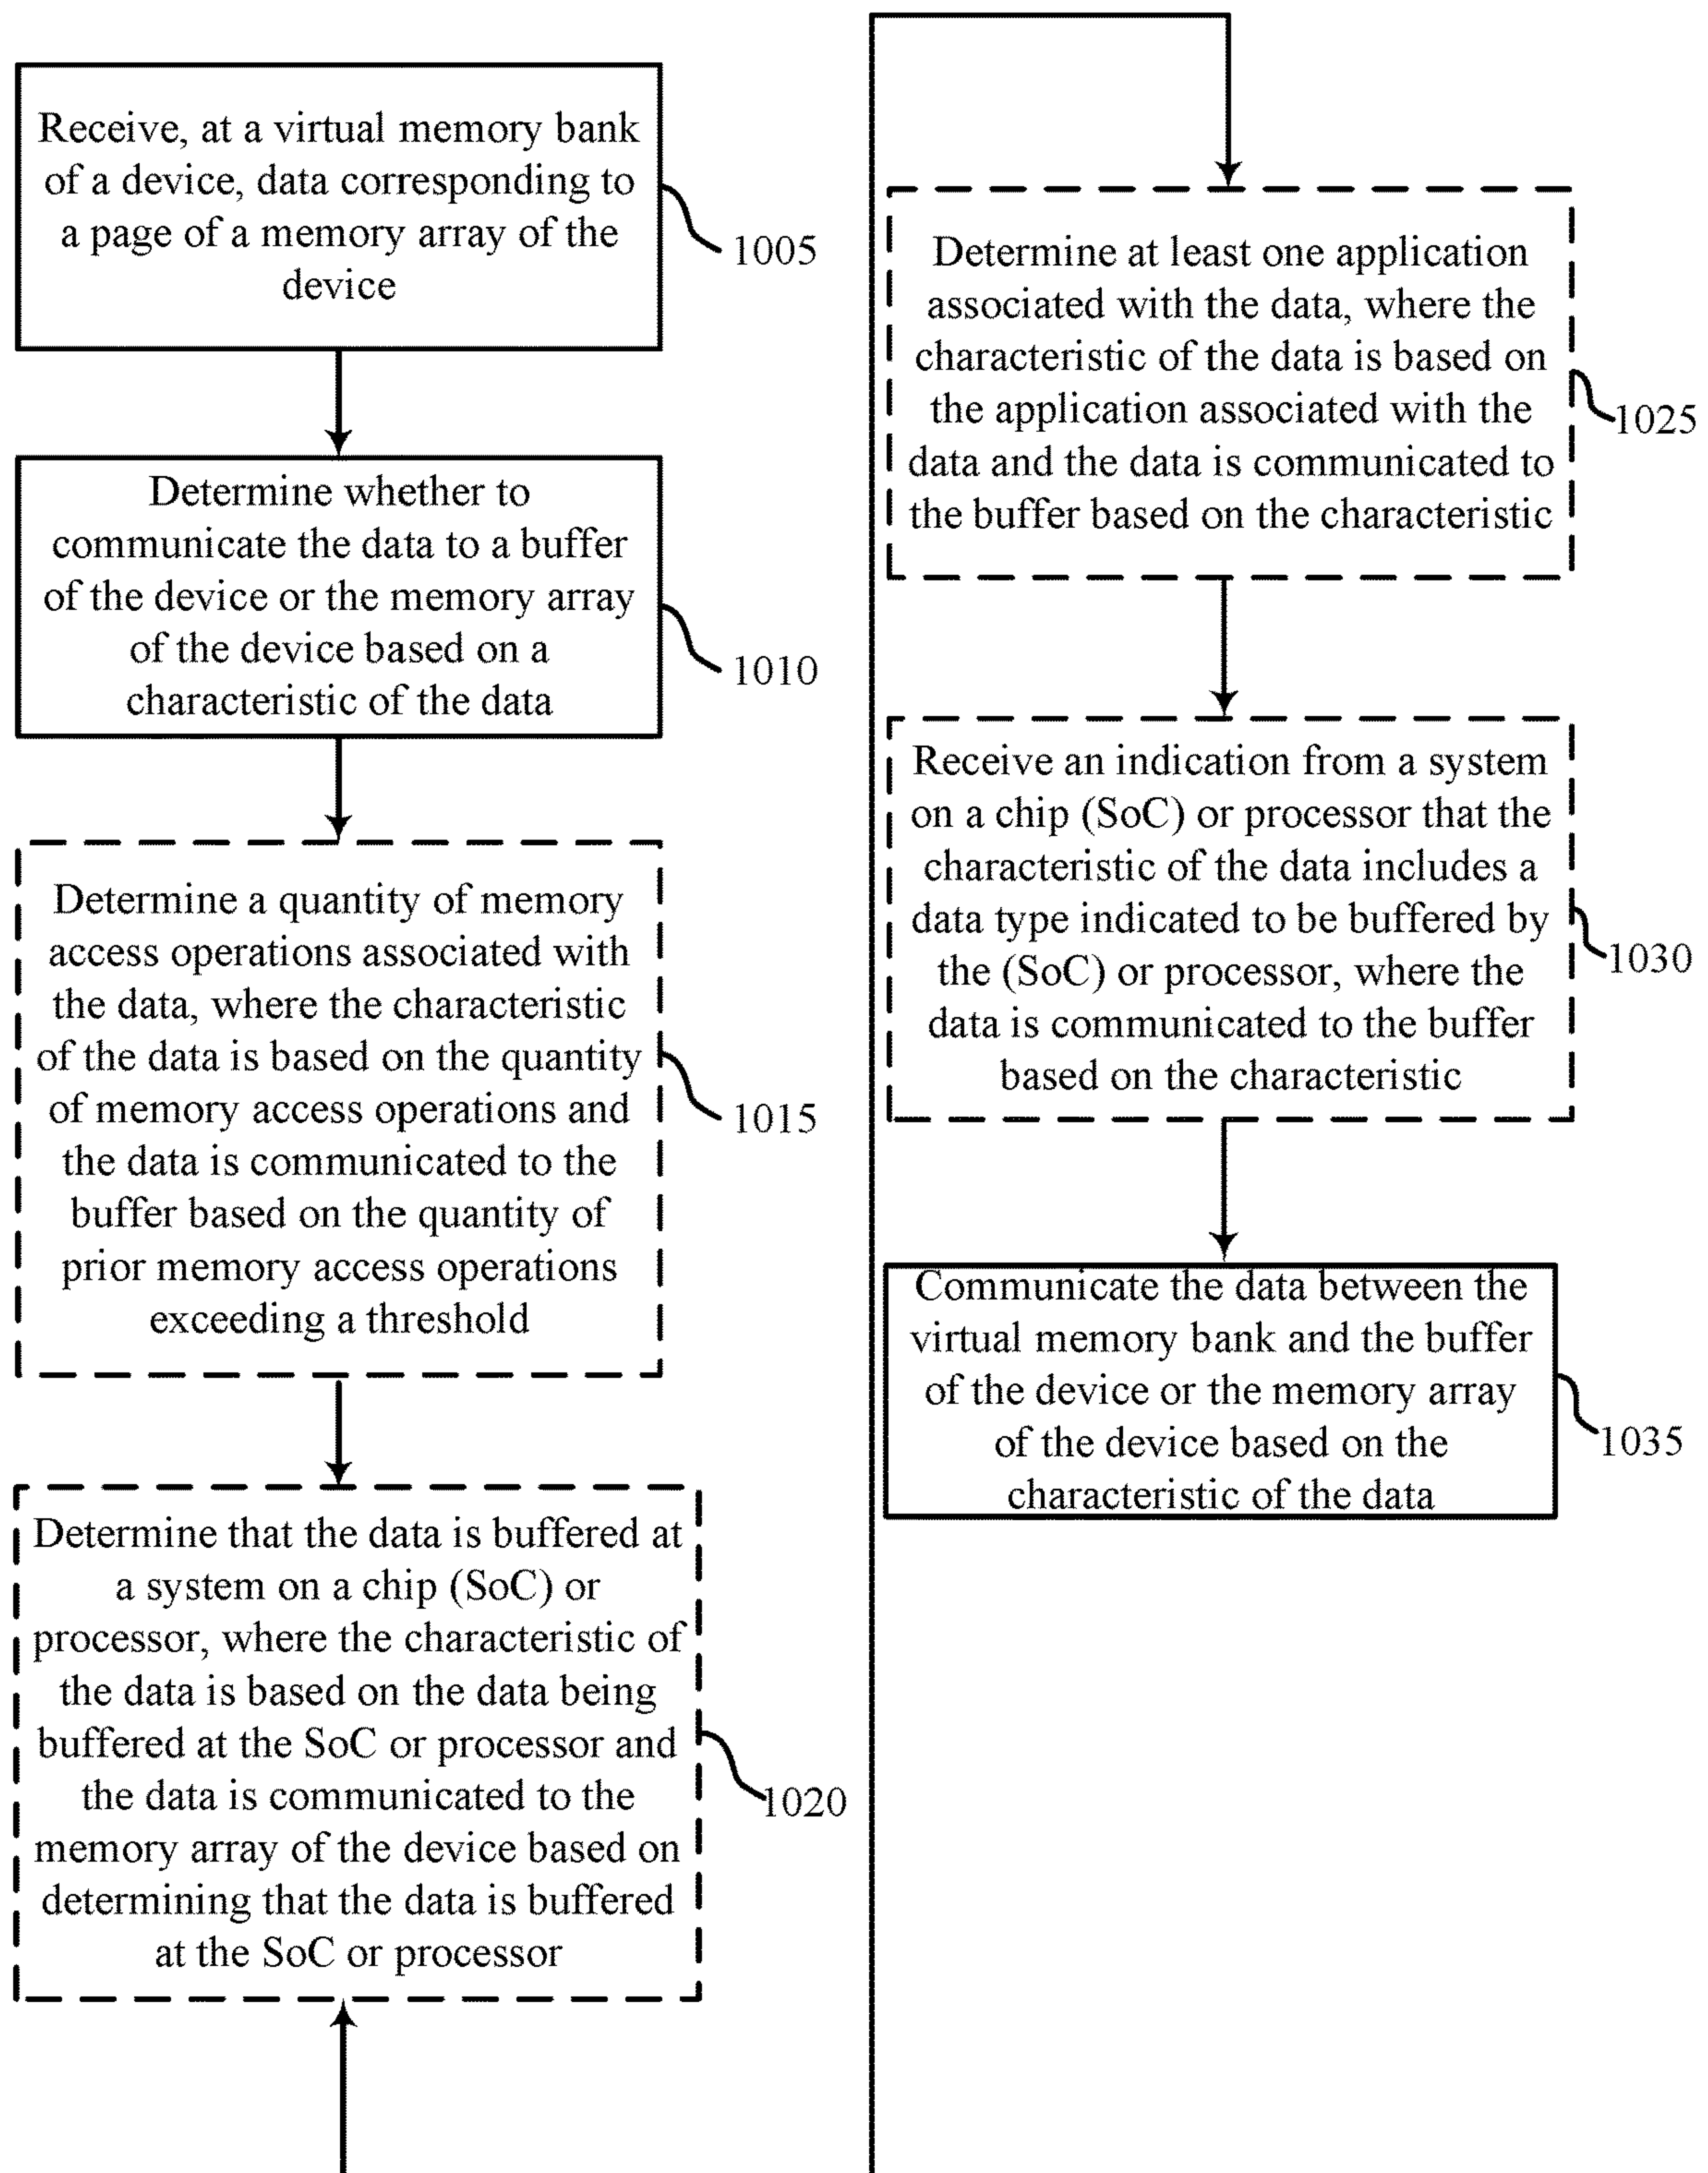 Receive, at a virtual memory bank
of a device, data corresponding to
a page of a memory array of the
device
1005
Determine whether to
communicate the data to a buffer
of the device or the memory array
of the device based on a
characteristic of the data
1010
Determine a quantity of memory
access operations associated with
the data, where the characteristic
of the data is based on the quantity
of memory access operations and
the data is communicated to the
buffer based on the quantity of
prior memory access operations
exceeding a threshold
1015
Determine that the data is buffered at
a system on a chip (SoC) or
processor, where the characteristic of
the data is based on the data being
buffered at the SoC or processor and
the data is communicated to the
memory array of the device based on
determining that the data is buffered
at the SoC or processor
1020
Determine at least one application
associated with the data, where the
characteristic of the data is based on
the application associated with the
data and the data is communicated to
the buffer based on the characteristic
1025
Receive an indication from a system
on a chip (SoC) or processor that the
characteristic of the data includes a
data type indicated to be buffered by
the (SoC) or processor, where the
data is communicated to the buffer
based on the characteristic
1030
Communicate the data between the
virtual memory bank and the buffer
of the device or the memory array
of the device based on the
characteristic of the data
1035